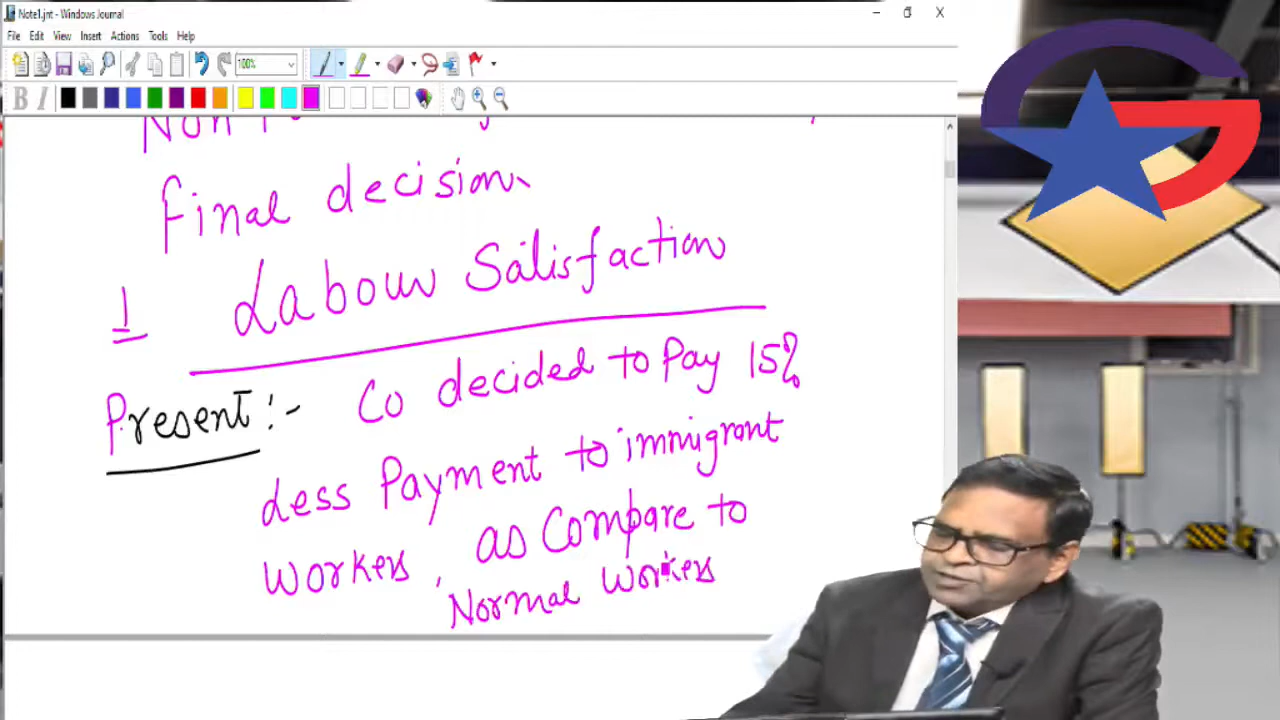 Note1.jnt - Windows Journal
File Edit View Insert Actions Tools Help
100%
B I
Final decision
1 Labour Satisfaction
Present :- Co decided to Pay 15%
Less Payment to immigrant
Workers, as Compare to
Normal Workers